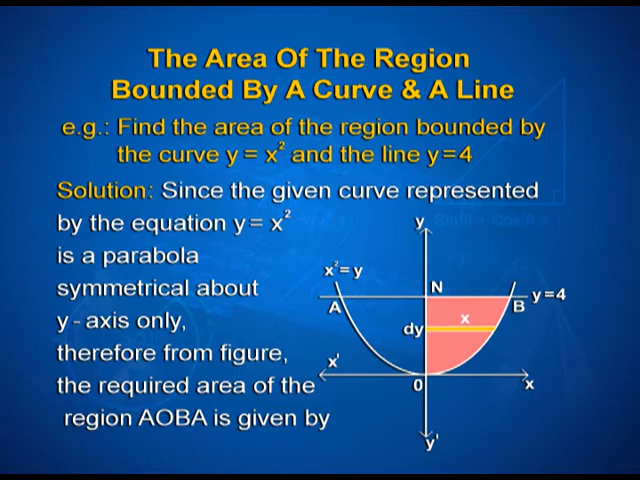 The Area Of The Region
Bounded By A Curve & A Line
e.g.: Find the area of the region bounded by
the curve y = x² and the line y=4
Solution: Since the given curve represented
by the equation y = x²
is a parabola
symmetrical about
y - axis only,
therefore from figure,
the required area of the
region AOBA is given by
y
x²=y
N
y=4
A
B
x
dy
x'
0
x
y'